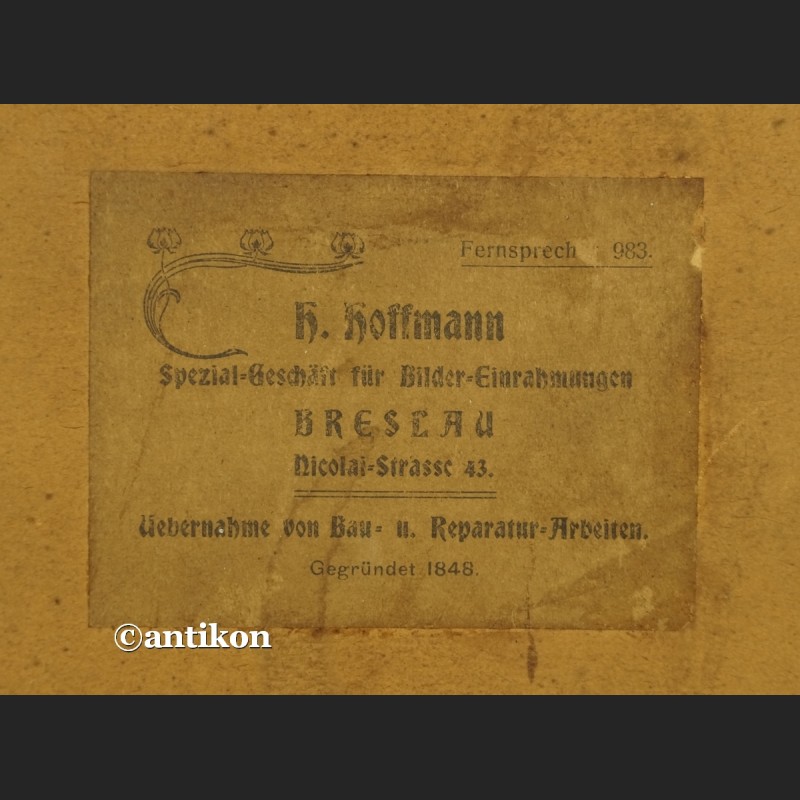 Fernsprech 983.
H. Hoffmann
Spezial-Geschäft für Bilder-Einrahmungen
BRESLAU
Nicolai-Strasse 43.
Uebernahme von Bau- u. Reparatur-Arbeiten.
Gegründet 1848.
©antikon